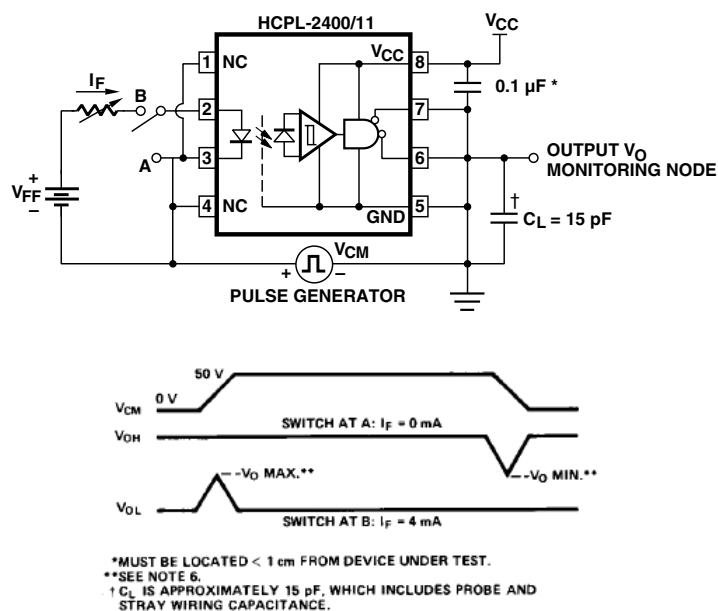 HCPL-2400/11
VCC
1 NC
VCC 8
IF
B
0.1 µF *
2
7
A
3
6
OUTPUT VO
MONITORING NODE
VFF
+
–
4 NC
GND 5
†
CL = 15 pF
VCM
+ –
PULSE GENERATOR
50 V
0 V
VCM
SWITCH AT A: IF = 0 mA
VOH
VO MAX.**
VO MIN.**
VOL
SWITCH AT B: IF = 4 mA
*MUST BE LOCATED < 1 cm FROM DEVICE UNDER TEST.
**SEE NOTE 6.
† CL IS APPROXIMATELY 15 pF, WHICH INCLUDES PROBE AND
STRAY WIRING CAPACITANCE.